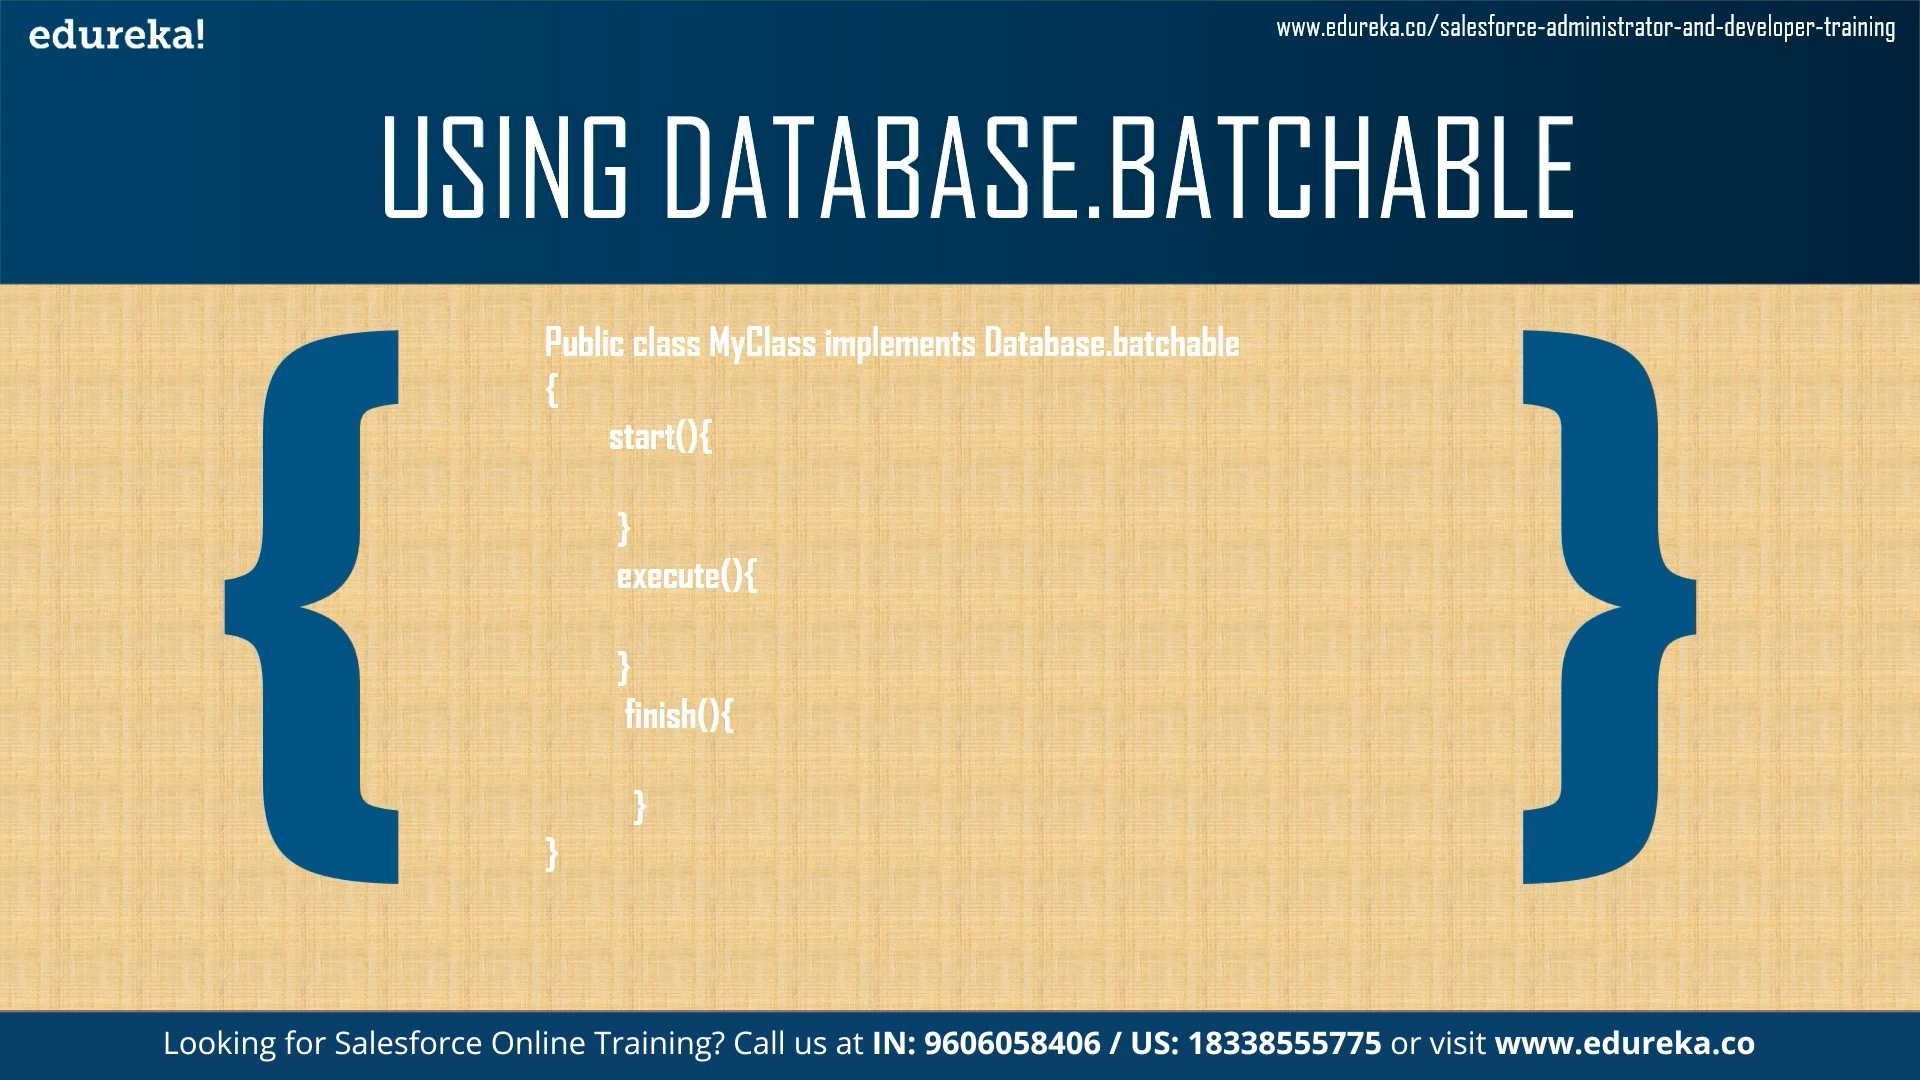 edureka!
www.edureka.co/salesforce-administrator-and-developer-training
USING DATABASE.BATCHABLE
Public class MyClass implements Database.batchable
{
start(){
}
execute(){
}
finish(){
}
}
{
}
Looking for Salesforce Online Training? Call us at IN: 9606058406 / US: 18338555775 or visit www.edureka.co